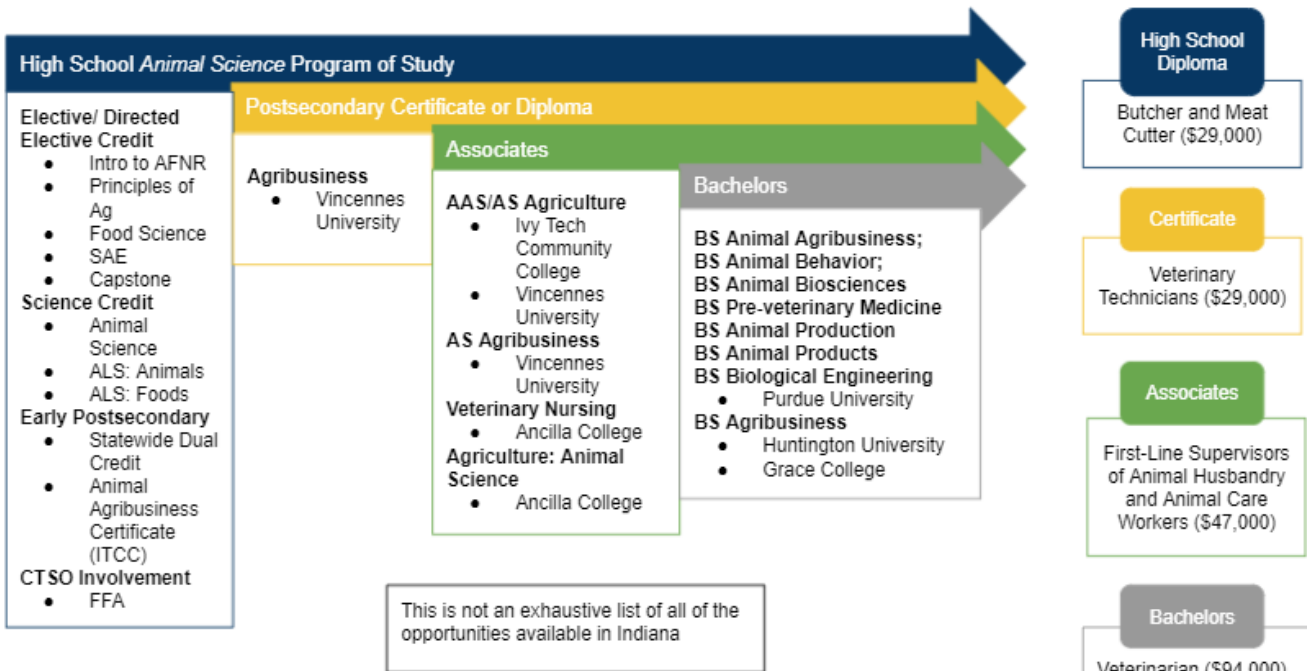 High School Animal Science Program of Study
Elective/ Directed
Elective Credit
● Intro to AFNR
● Principles of
Ag
● Food Science
● SAE
● Capstone
Science Credit
● Animal
Science
● ALS: Animals
● ALS: Foods
Early Postsecondary
● Statewide Dual
Credit
● Animal
Agribusiness
Certificate
(ITCC)
CTSO Involvement
● FFA
Postsecondary Certificate or Diploma
Agribusiness
● Vincennes
University
Associates
AAS/AS Agriculture
● Ivy Tech
Community
College
● Vincennes
University
AS Agribusiness
● Vincennes
University
Veterinary Nursing
● Ancilla College
Agriculture: Animal
Science
● Ancilla College
Bachelors
BS Animal Agribusiness;
BS Animal Behavior;
BS Animal Biosciences
BS Pre-veterinary Medicine
BS Animal Production
BS Animal Products
BS Biological Engineering
● Purdue University
BS Agribusiness
● Huntington University
● Grace College
This is not an exhaustive list of all of the
opportunities available in Indiana
High School
Diploma
Butcher and Meat
Cutter ($29,000)
Certificate
Veterinary
Technicians ($29,000)
Associates
First-Line Supervisors
of Animal Husbandry
and Animal Care
Workers ($47,000)
Bachelors
Veterinarian ($94,000)